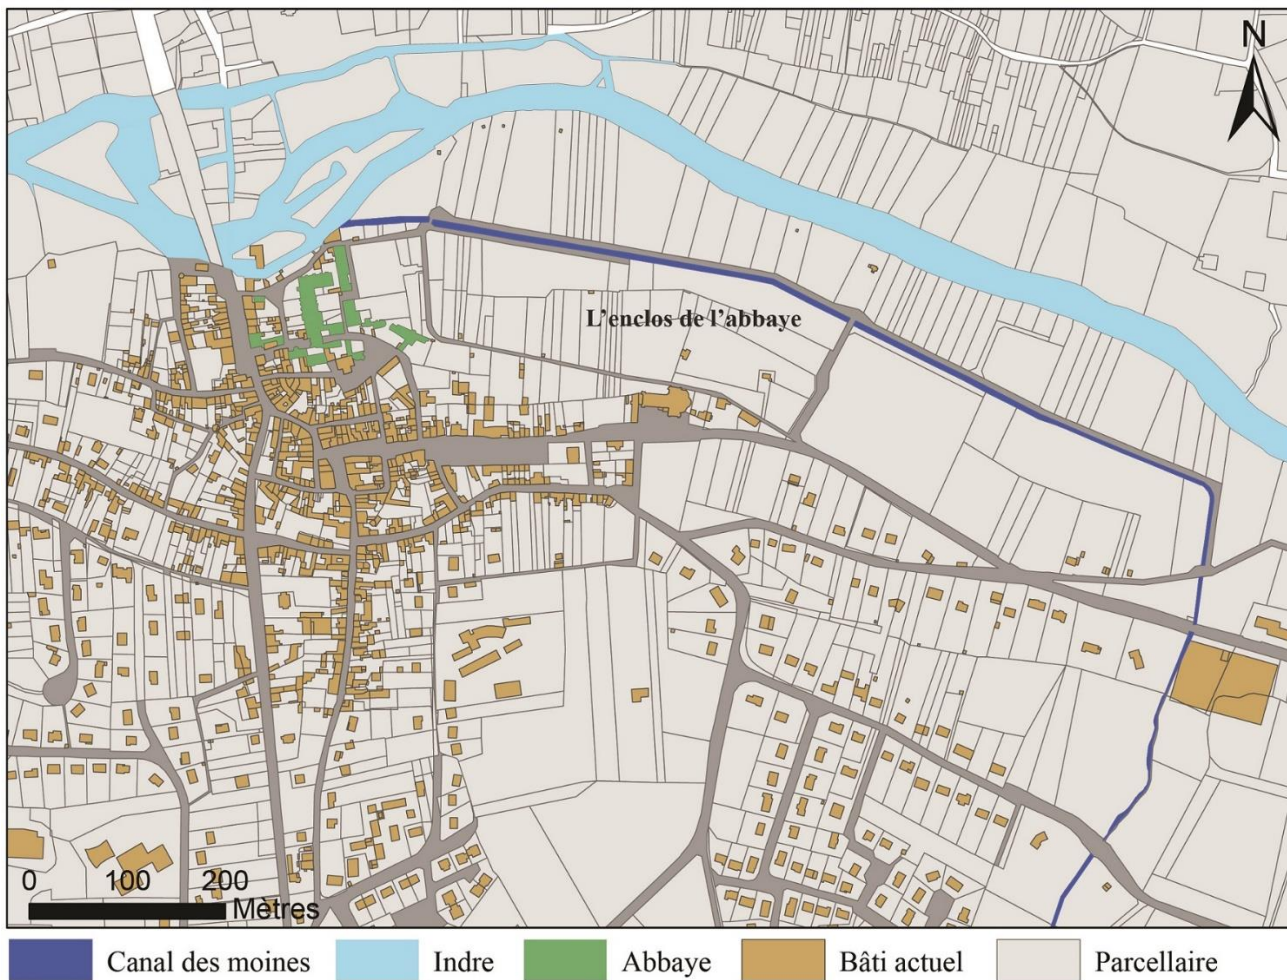 N
L'enclos de l'abbaye
0 100 200
Mètres
Canal des moines Indre Abbaye Bâti actuel Parcellaire